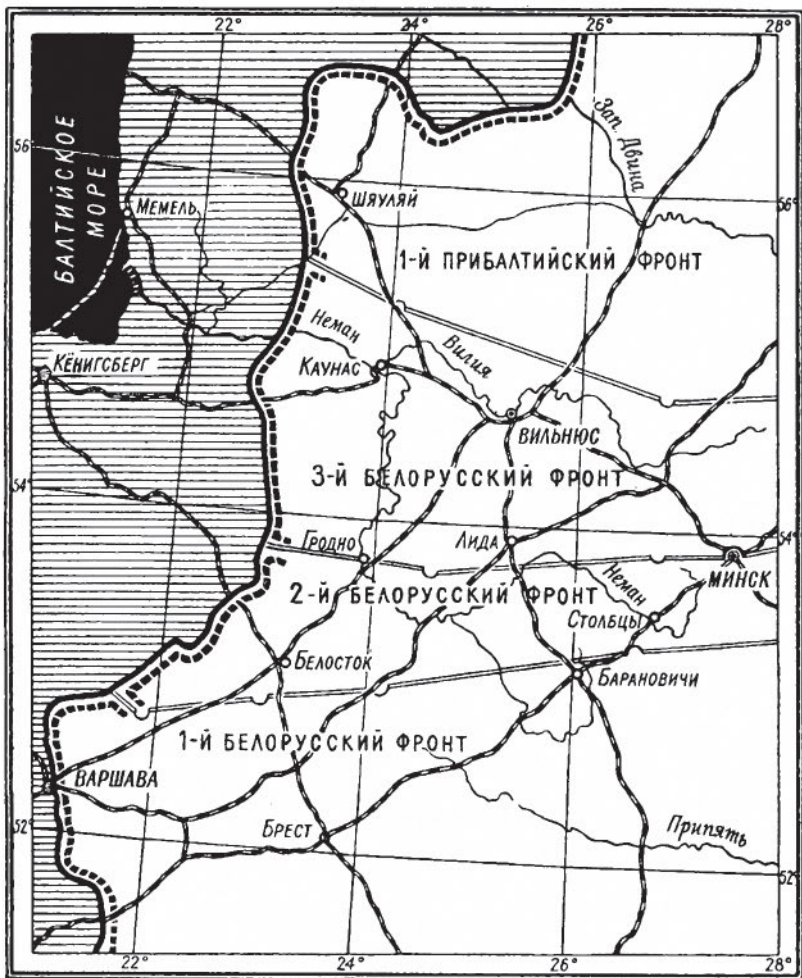 22°
24°
26°
28°
56°
БАЛТИЙСКОЕ
МОРЕ
Зап. Двина
56°
МЕМЕЛЬ
ШЯУЛЯЙ
1-Й ПРИБАЛТИЙСКИЙ ФРОНТ
Неман
Вилия
КЁНИГСБЕРГ
КАУНАС
ВИЛЬНЮС
54°
3-Й БЕЛОРУССКИЙ ФРОНТ
ГРОДНО
ЛИДА
54°
МИНСК
2-Й БЕЛОРУССКИЙ ФРОНТ
Неман
СТОЛБЦЫ
БЕЛОСТОК
БАРАНОВИЧИ
1-Й БЕЛОРУССКИЙ ФРОНТ
ВАРШАВА
52°
БРЕСТ
Припять
52°
22°
24°
26°
28°